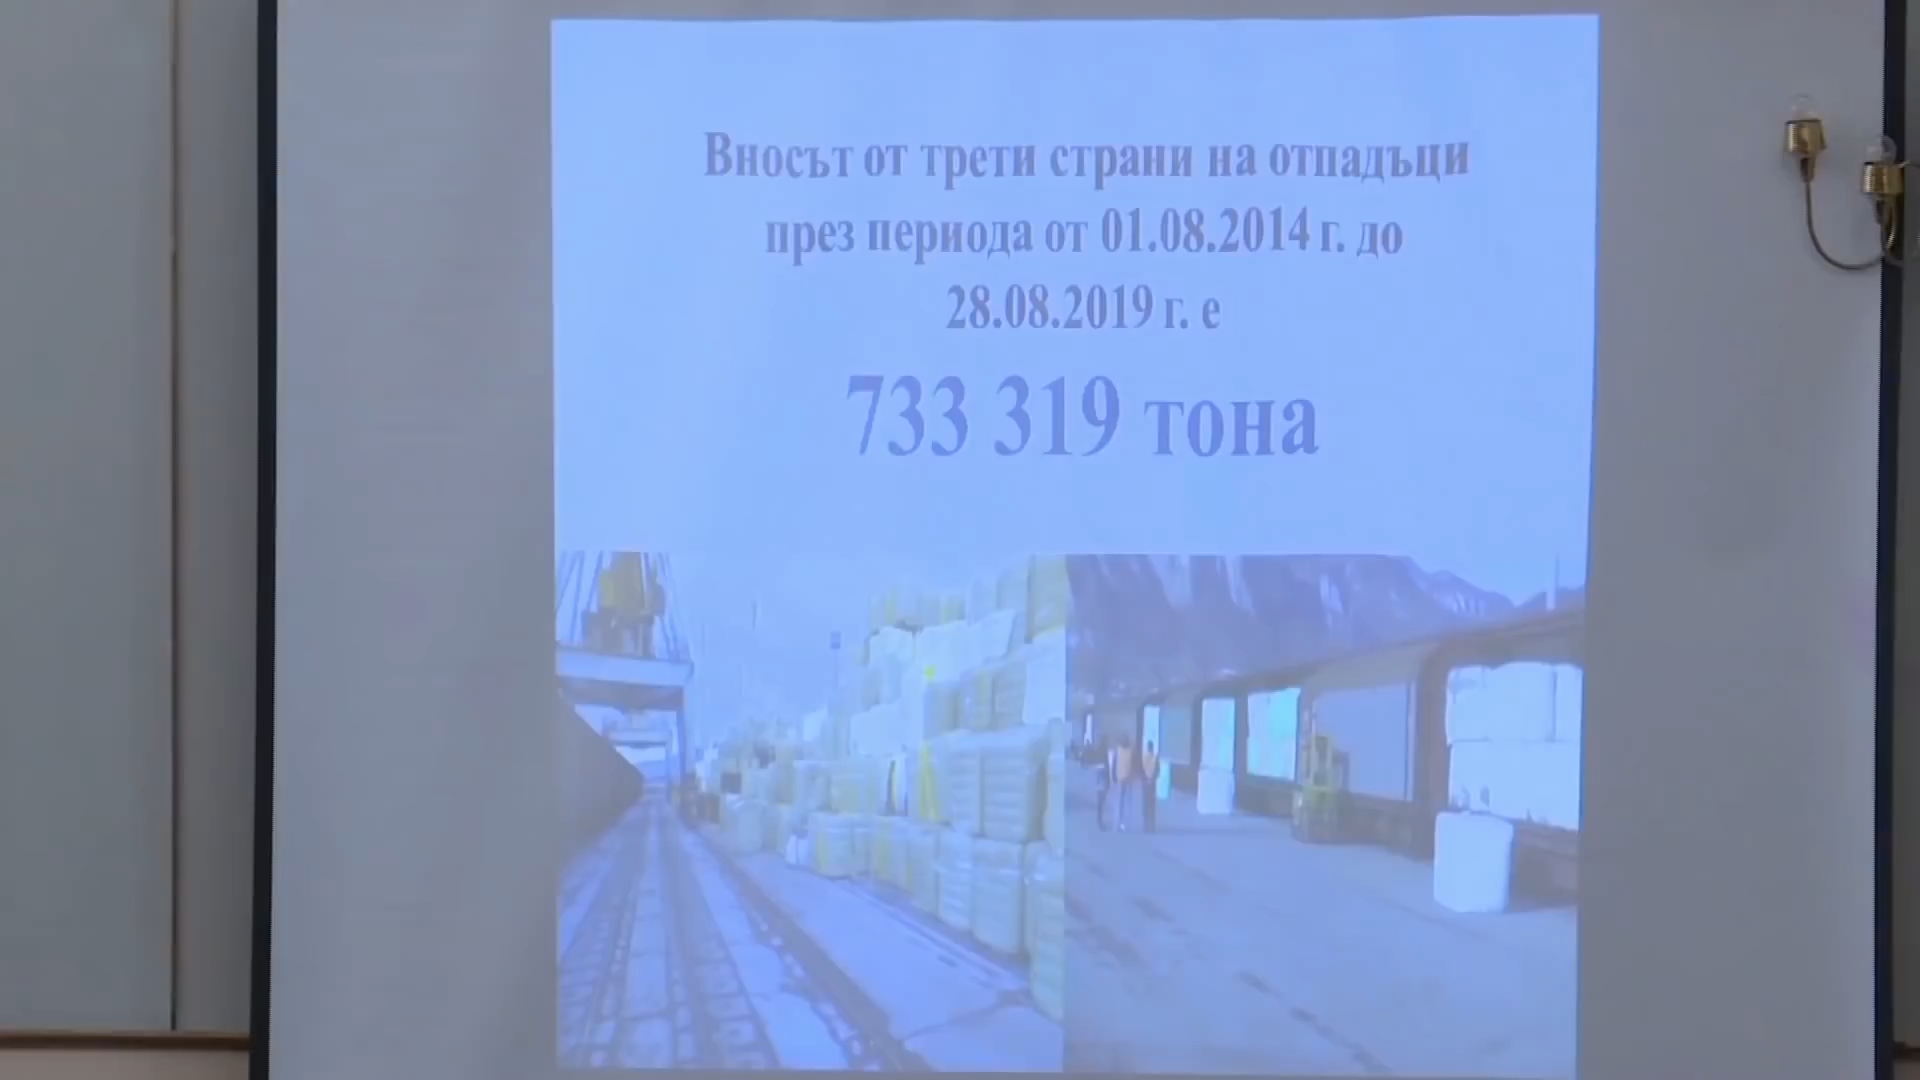 Вносът от трети страни на отпадъци
през периода от 01.08.2014 г. до
28.08.2019 г. е
733 319 тона